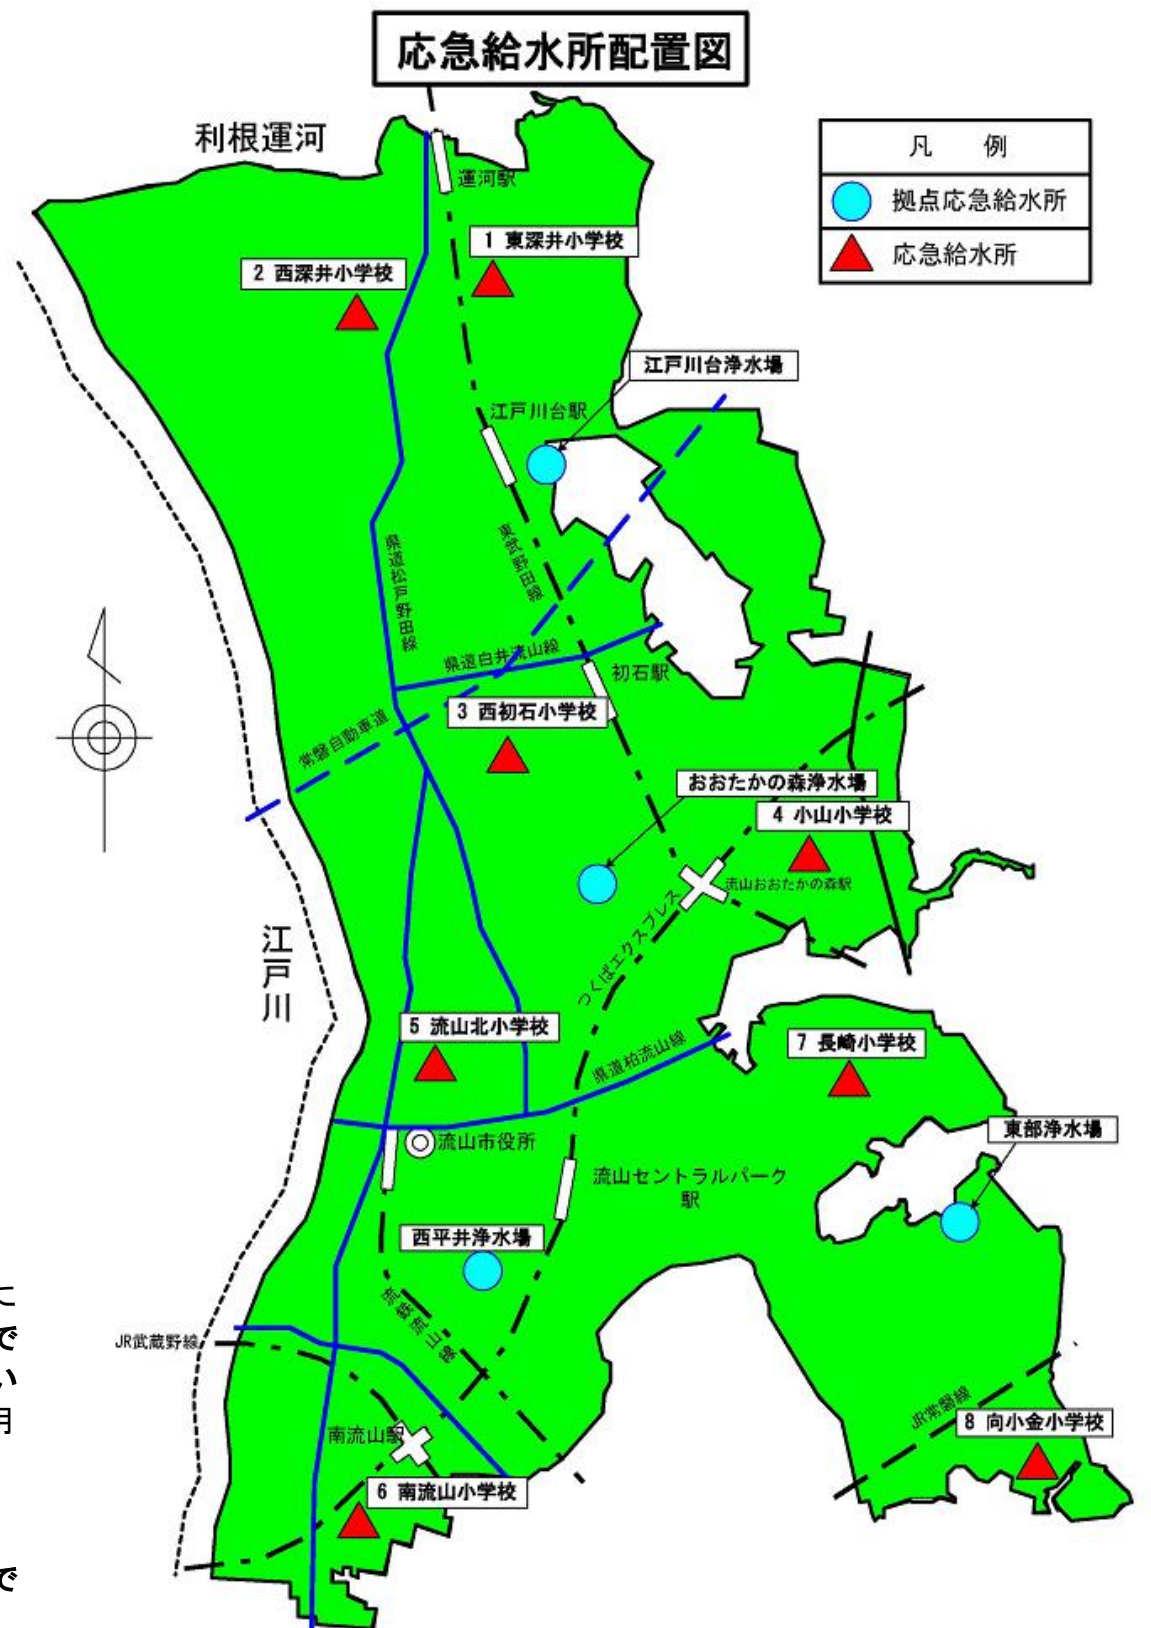 応急給水所配置図
利根運河
凡 例
拠点応急給水所
応急給水所
運河駅
1 東深井小学校
2 西深井小学校
江戸川台浄水場
江戸川台駅
東武野田線
県道松戸野田線
県道白井流山線
初石駅
3 西初石小学校
常磐自動車道
おおたかの森浄水場
4 小山小学校
流山おおたかの森駅
つくばエクスプレス
江戸川
5 流山北小学校
7 長崎小学校
県道柏流山線
東部浄水場
流山市役所
流山セントラルパーク
駅
西平井浄水場
に
で
い
JR武蔵野線
流鉄流山線
JR常磐線
8 向小金小学校
南流山駅
6 南流山小学校
で